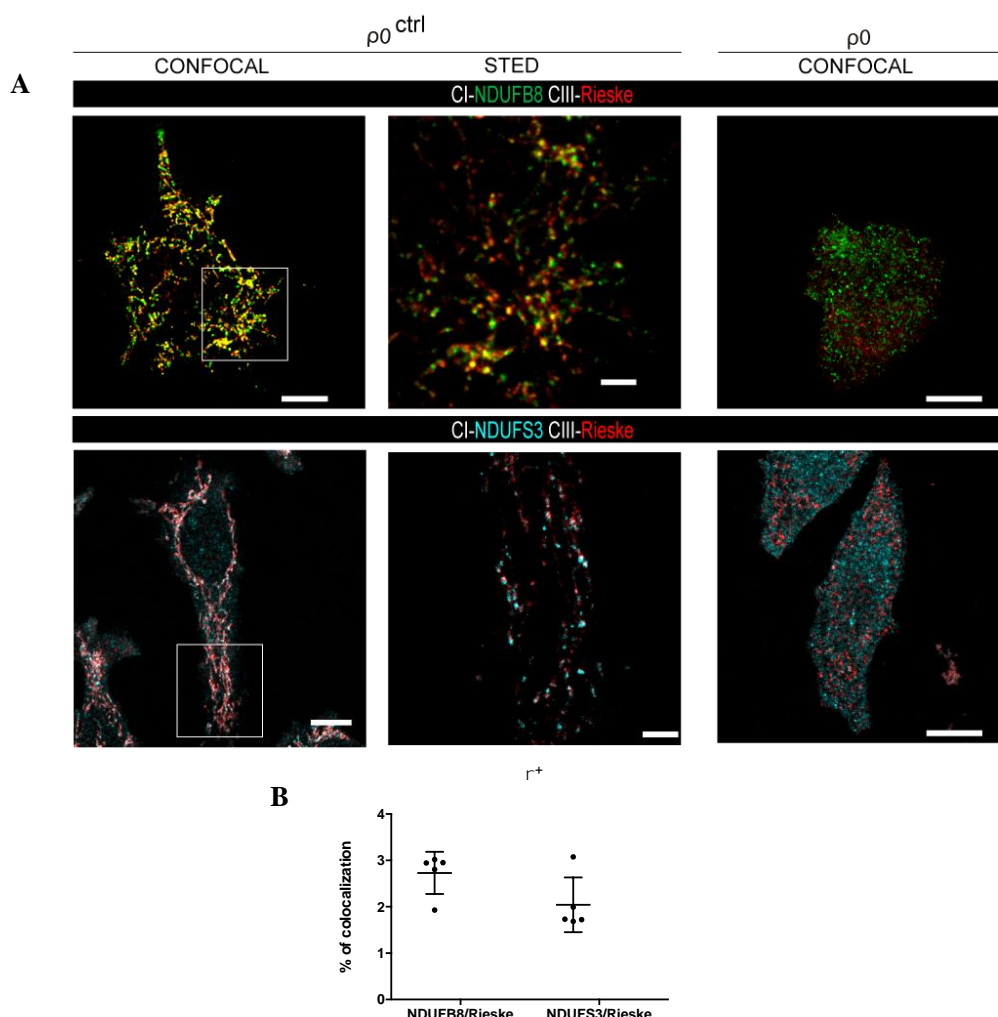 ρ0 ctrl ρ0
CONFOCAL STED CONFOCAL
A
CI-NDUFB8 CIII-Rieske
CI-NDUFS3 CIII-Rieske
r+
B
4
3
2
1
0
% of colocalization
NDUFB8/Rieske NDUFS3/Rieske